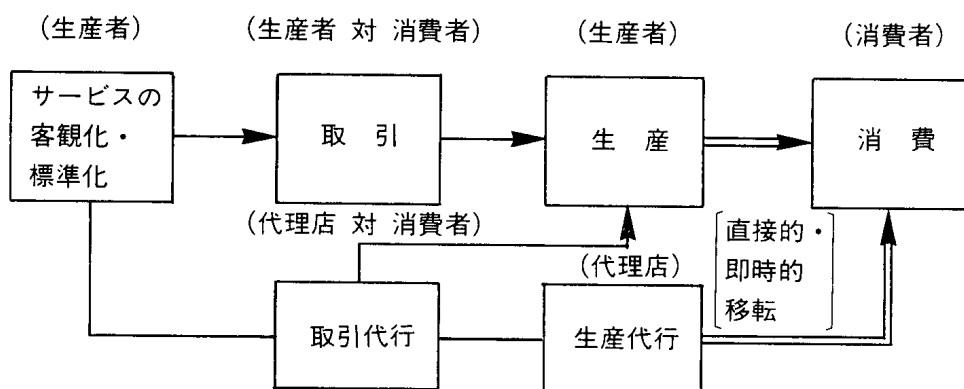 (生産者)
(生産者 対 消費者)
(生産者)
(消費者)
サービスの
客観化・
標準化
取 引
生 産
消 費
(代理店 対 消費者)
(代理店)
直接的・
即時的
移転
取引代行
生産代行